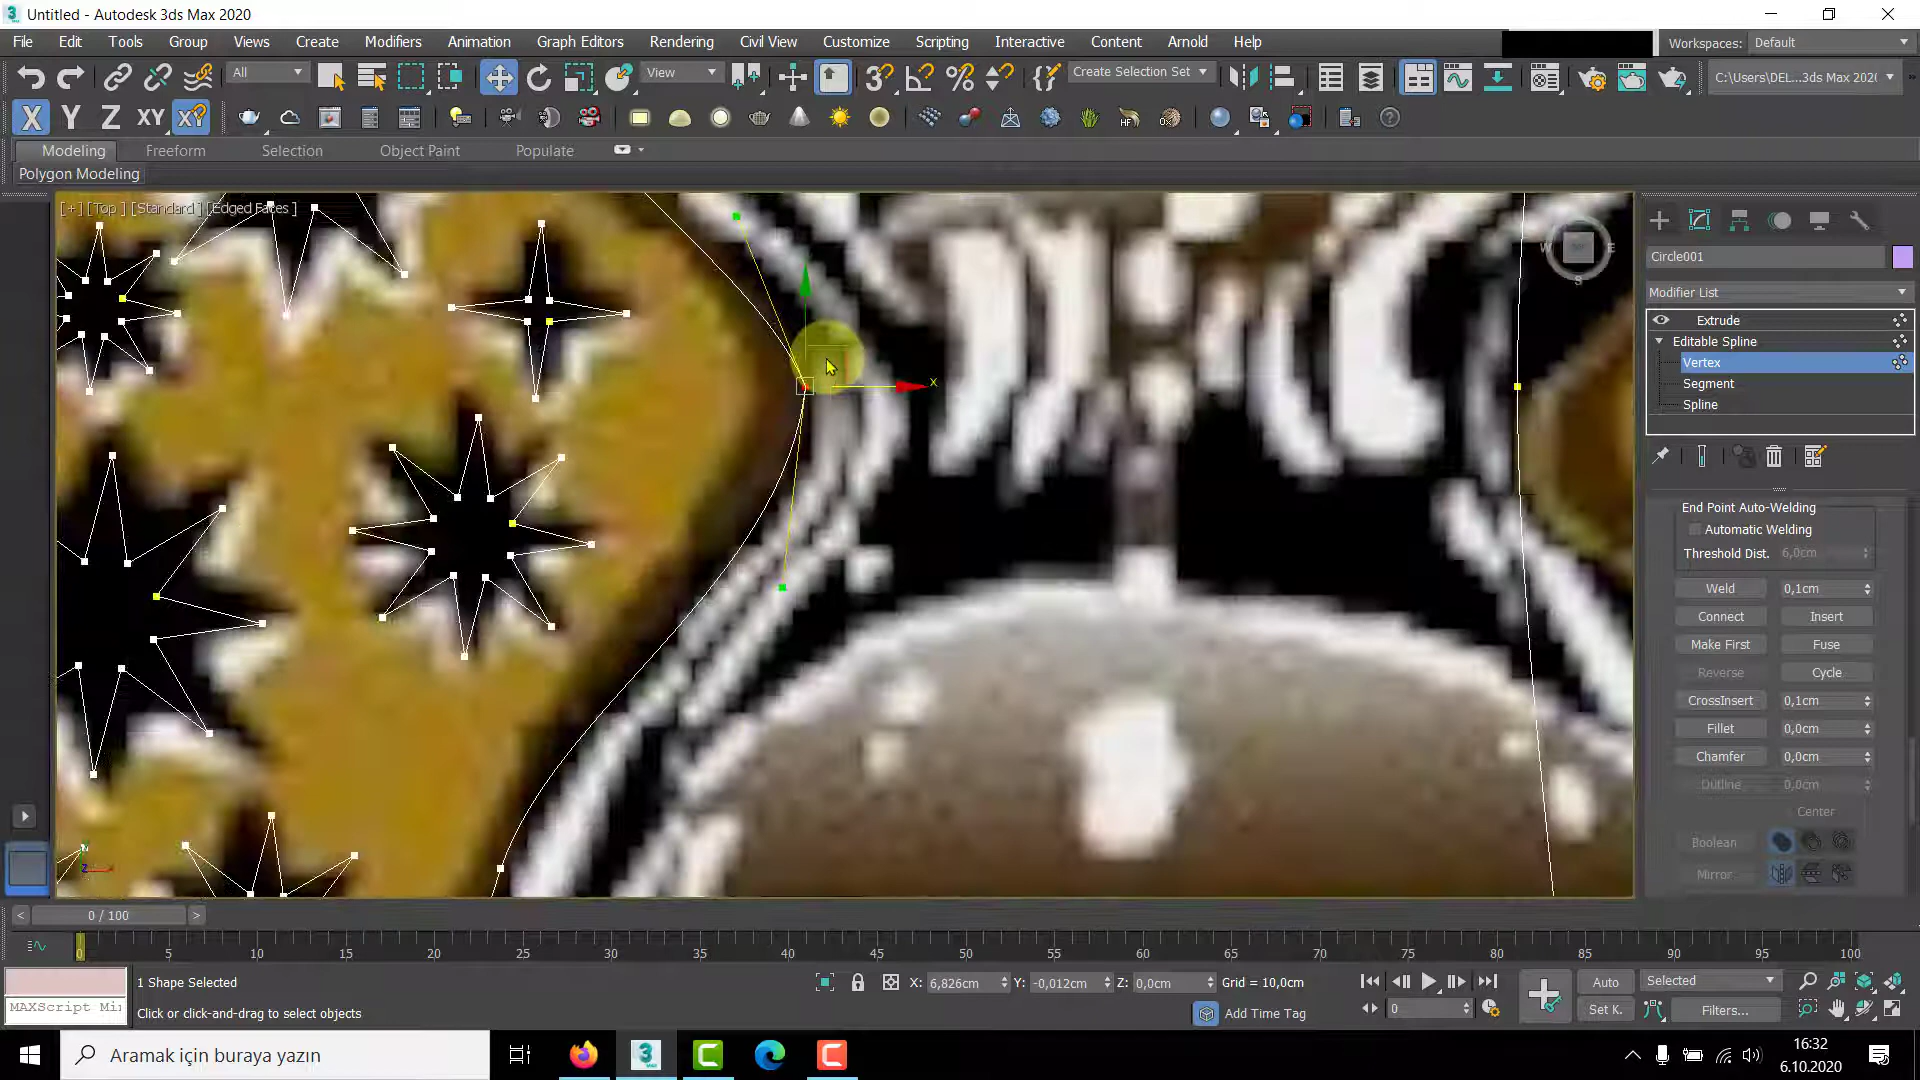 Untitled - Autodesk 3ds Max 2020
File Edit Tools Group Views Create Modifiers Animation Graph Editors Rendering Civil View Customize Scripting Interactive Content Arnold Help
Workspaces: Default
All View Create Selection Set C:\Users\DEL...3ds Max 202(
X Y Z XY
Modeling Freeform Selection Object Paint Populate
Polygon Modeling
[+] [Top ] [Standard ] [Edged Faces ]
Circle001
Modifier List
Extrude
Editable Spline
Vertex
Segment
Spline
End Point Auto-Welding
Automatic Welding
Threshold Dist. 6,0cm
Weld 0,1cm
Connect Insert
Make First Fuse
Reverse Cycle
CrossInsert 0,1cm
Fillet 0,0cm
Chamfer 0,0cm
Outline 0,0cm
Center
Boolean
Mirror
0 / 100
0 5 10 15 20 25 30 35 40 45 50 55 60 65 70 75 80 85 90 95 100
1 Shape Selected
X: 6,826cm Y: -0,012cm Z: 0,0cm Grid = 10,0cm
Auto Selected
MAXScript Mi
Click or click-and-drag to select objects
Add Time Tag
0
Set K. Filters...
Aramak için buraya yazın
16:32
6.10.2020